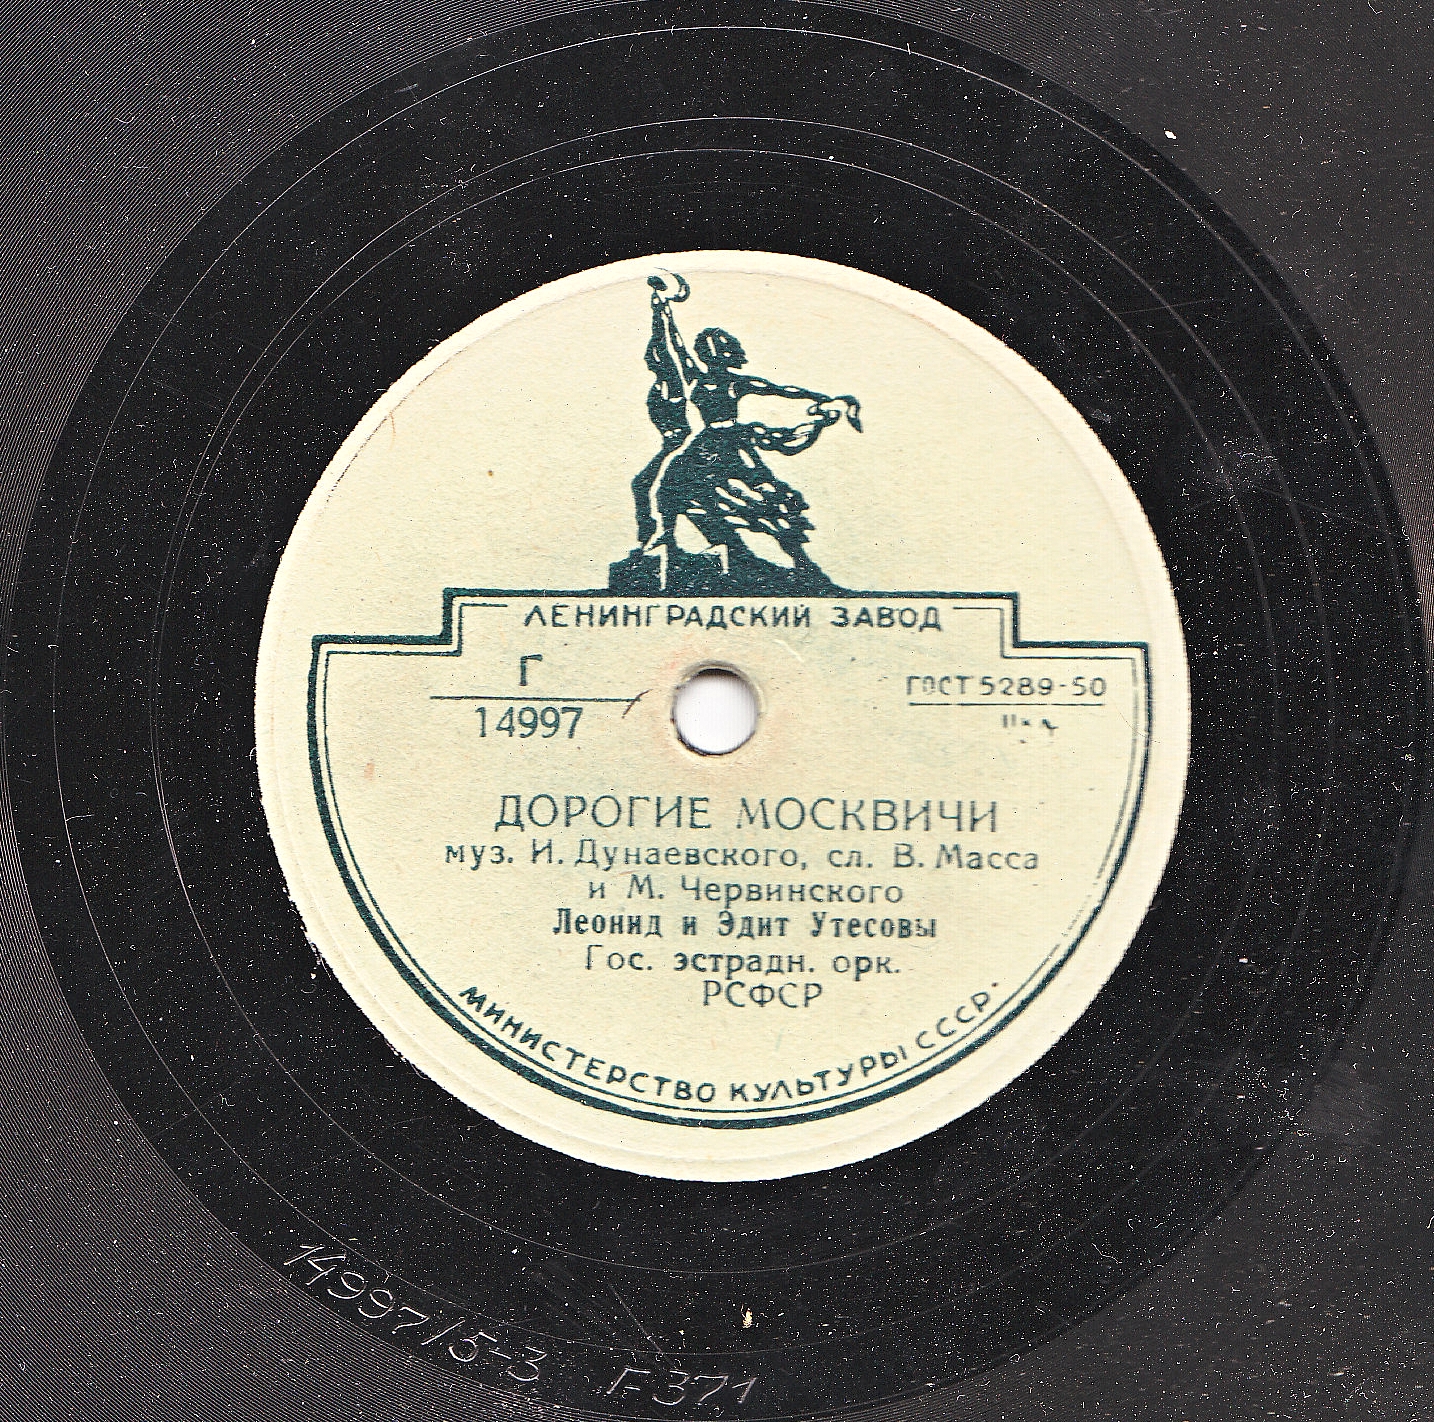 ЛЕНИНГРАДСКИЙ ЗАВОД
Г
14997
ГОСТ 5289-50
ДОРОГИЕ МОСКВИЧИ
муз. И. Дунаевского, сл. В. Масса
и М. Червинского
Леонид и Эдит Утесовы
Гос. эстрадн. орк.
РСФСР
МИНИСТЕРСТВО КУЛЬТУРЫ СССР
14997/5-3 Г371